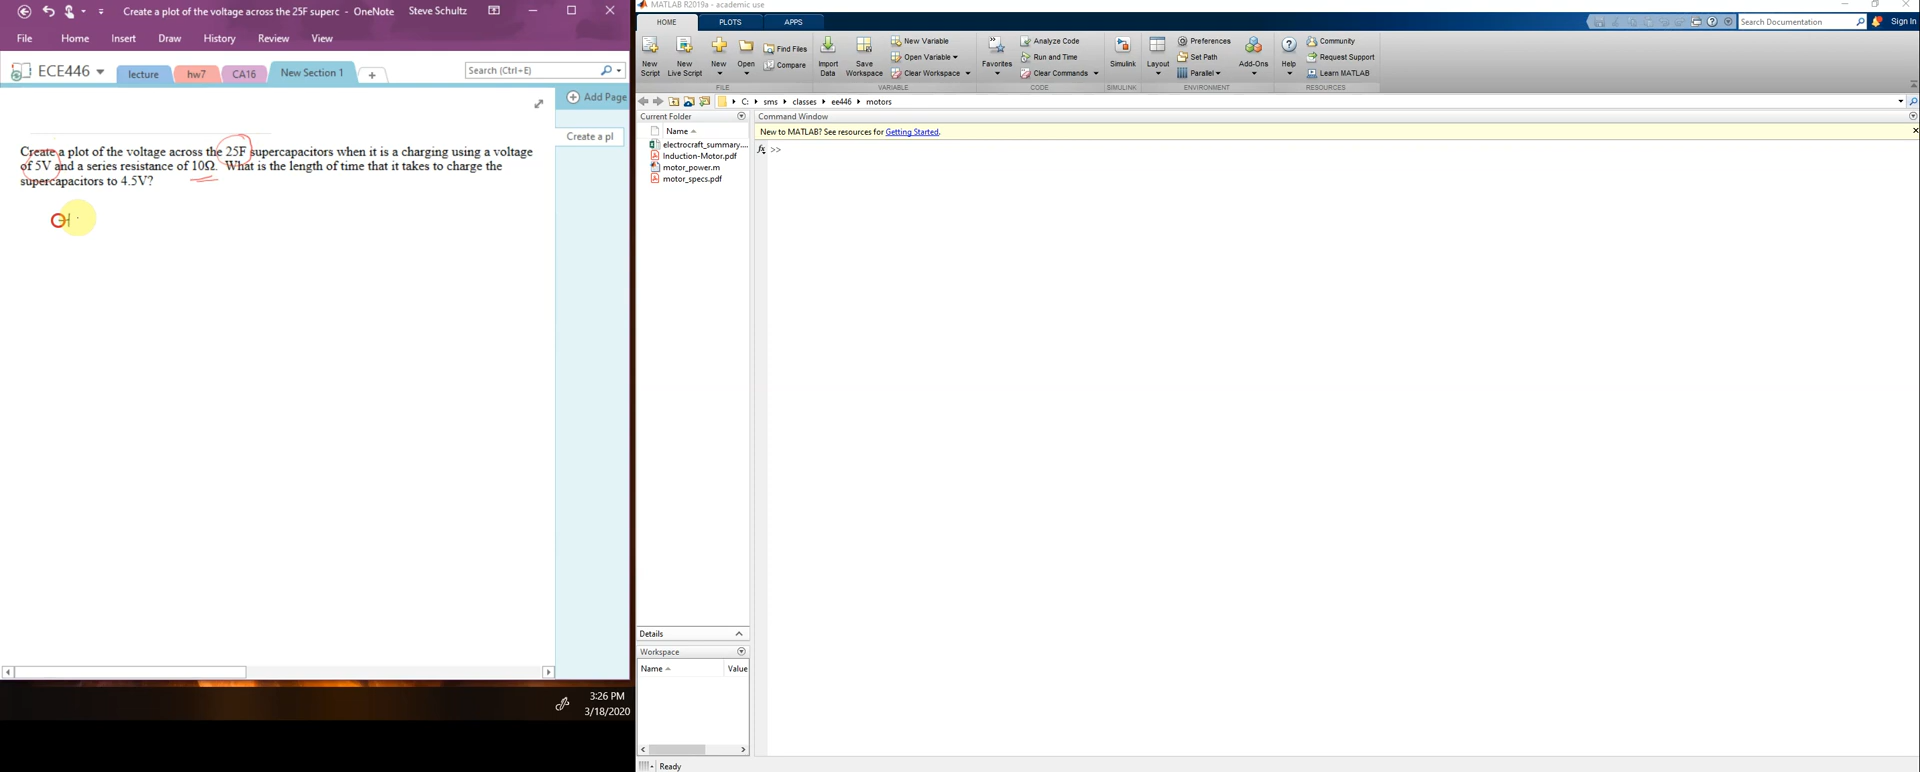 Create a plot of the voltage across the 25F superc - OneNote
Steve Schultz
File Home Insert Draw History Review View
ECE446
lecture
hw7
CA16
New Section 1
+
Search (Ctrl+E)
Add Page
Create a pl
Create a plot of the voltage across the 25F supercapacitors when it is a charging using a voltage
of 5V and a series resistance of 10Ω. What is the length of time that it takes to charge the
supercapacitors to 4.5V?
3:26 PM
3/18/2020
MATLAB R2019a - academic use
HOME PLOTS APPS
Search Documentation
Sign In
New Script
New Live Script
New
Open
Find Files
Compare
FILE
Import Data
Save Workspace
New Variable
Open Variable
Clear Workspace
VARIABLE
Favorites
Analyze Code
Run and Time
Clear Commands
CODE
Simulink
SIMULINK
Layout
Preferences
Set Path
Parallel
ENVIRONMENT
Add-Ons
Help
Community
Request Support
Learn MATLAB
RESOURCES
C: sms classes ee446 motors
Current Folder
Name
electrocraft_summary....
Induction-Motor.pdf
motor_power.m
motor_specs.pdf
Details
Workspace
Name Value
Command Window
New to MATLAB? See resources for Getting Started.
fx >>
Ready